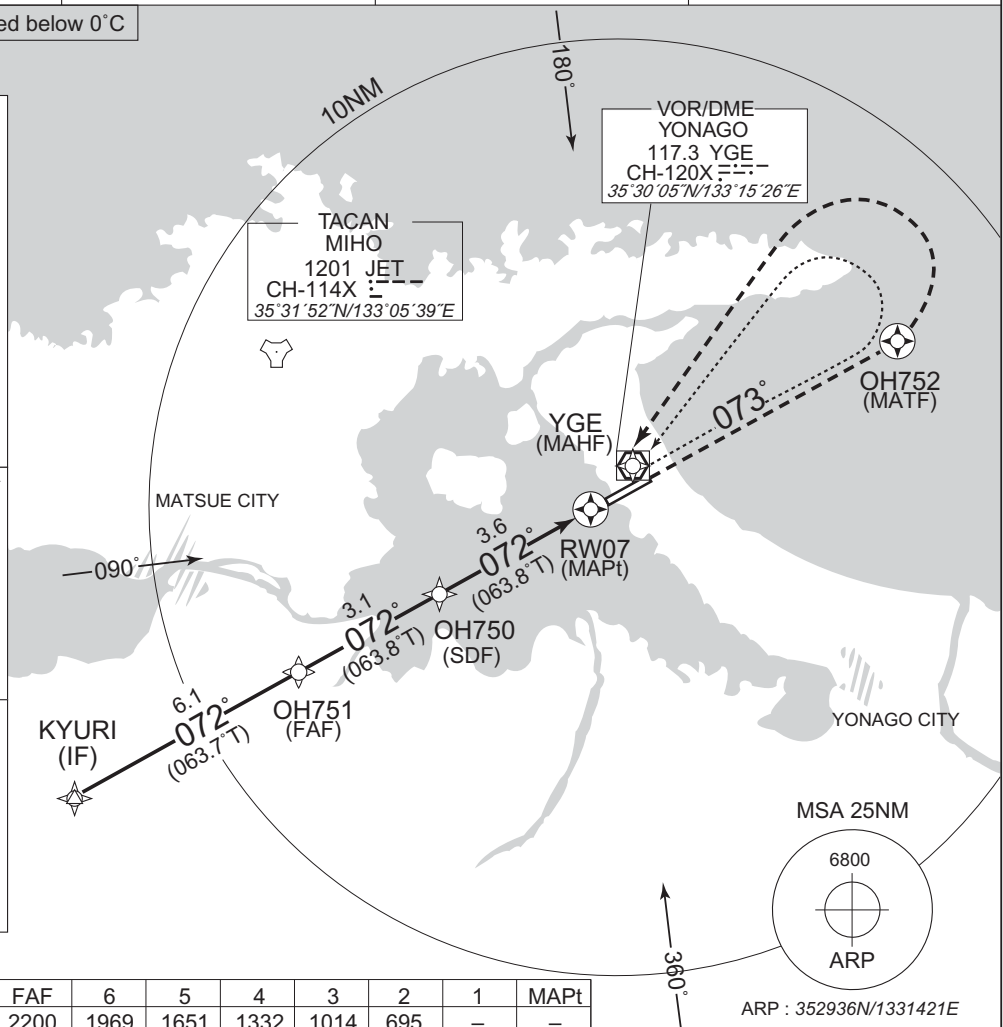 ed below 0°C
10NM
180°
VOR/DME
YONAGO
117.3 YGE
CH-120X
35°30´05˝N/133°15´26˝E
TACAN
MIHO
1201 JET
CH-114X
35°31´52˝N/133°05´39˝E
OH752
(MATF)
073°
YGE
(MAHF)
MATSUE CITY
RW07
(MAPt)
090°
3.6
072°
(063.8°T)
OH750
(SDF)
3.1
072°
(063.8°T)
OH751
(FAF)
6.1
072°
(063.7°T)
KYURI
(IF)
YONAGO CITY
MSA 25NM
6800
ARP
360°
FAF 6 5 4 3 2 1 MAPt
2200 1969 1651 1332 1014 695 – –
ARP : 352936N/1331421E